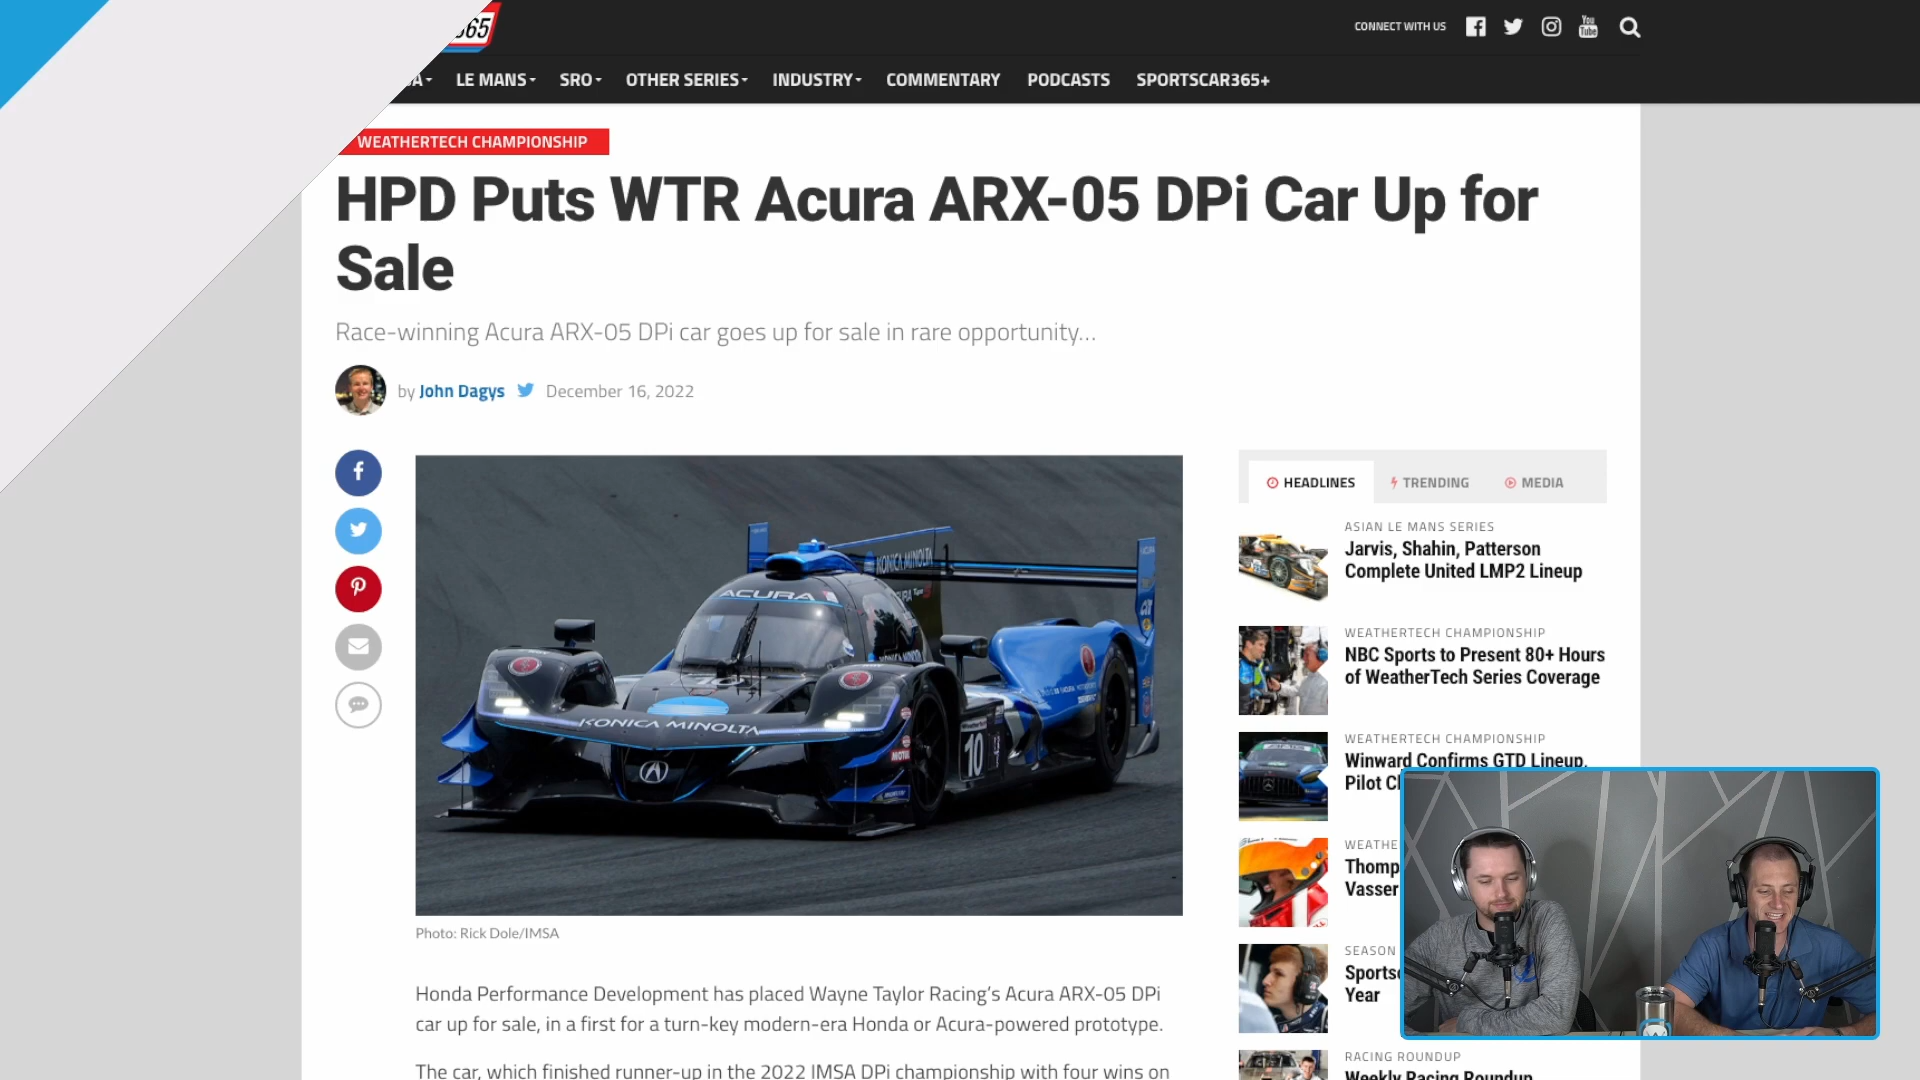 365
CONNECT WITH US
You
Tube
LE MANS
SRO
OTHER SERIES
INDUSTRY
COMMENTARY
PODCASTS
SPORTSCAR365+
WEATHERTECH CHAMPIONSHIP
HPD Puts WTR Acura ARX-05 DPi Car Up for
Sale
Race-winning Acura ARX-05 DPi car goes up for sale in rare opportunity...
by John Dagys December 16, 2022
HEADLINES
TRENDING
MEDIA
KONICA MINOLTA
ACURA
10
KONICA MINOLTA
10
MOTUL
Photo: Rick Dole/IMSA
Honda Performance Development has placed Wayne Taylor Racing's Acura ARX-05 DPi
car up for sale, in a first for a turn-key modern-era Honda or Acura-powered prototype.
The car, which finished runner-up in the 2022 IMSA DPi championship with four wins on
ASIAN LE MANS SERIES
Jarvis, Shahin, Patterson
Complete United LMP2 Lineup
WEATHERTECH CHAMPIONSHIP
NBC Sports to Present 80+ Hours
of WeatherTech Series Coverage
WEATHERTECH CHAMPIONSHIP
Winward Confirms GTD Lineup,
Pilot
WEATHE
Thomp
Vasser
SEASON
Sportsc
Year
RACING ROUNDUP
Weekly Racing Roundup